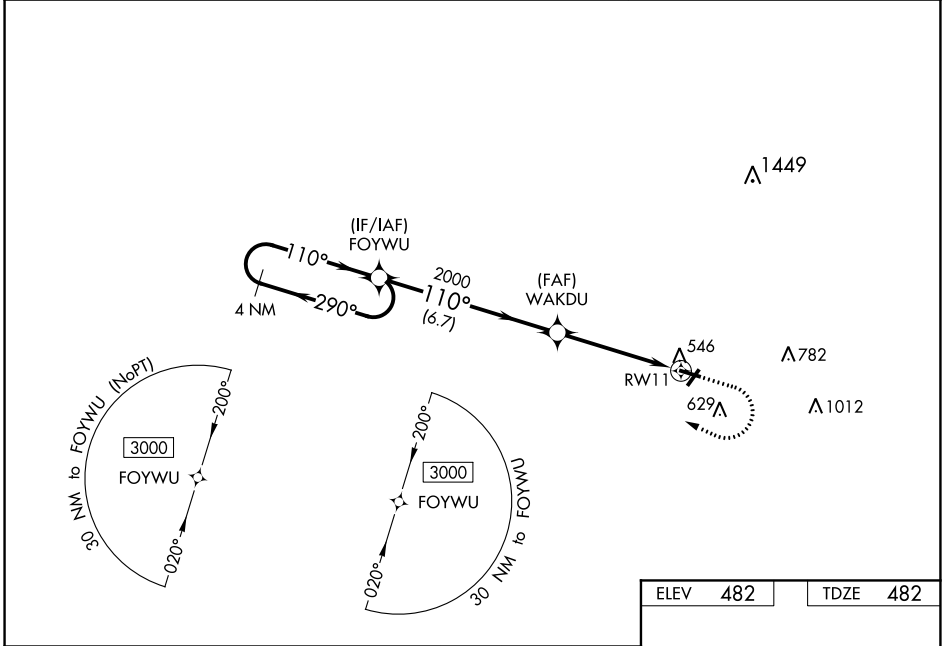 1449
(IF/IAF)
FOYWU
110°
4 NM
290°
2000
110°
(6.7)
(FAF)
WAKDU
546
RW11
782
629
1012
30 NM to FOYWU (NoPT)
200°
3000
FOYWU
020°
200°
3000
FOYWU
020°
30 NM to FOYWU
ELEV 482
TDZE 482